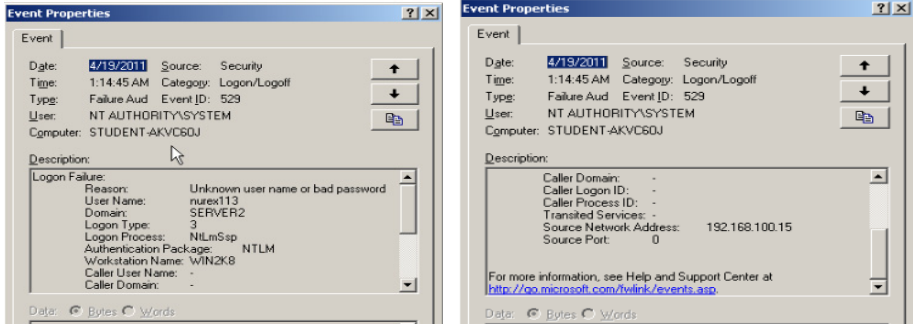 Event Properties
Event
Date: 4/19/2011 Source: Security
Time: 1:14:45 AM Category: Logon/Logoff
Type: Failure Aud Event ID: 529
User: NT AUTHORITY\SYSTEM
Computer: STUDENT-AKVC60J
Description:
Logon Failure:
Reason: Unknown user name or bad password
User Name: nurex113
Domain: SERVER2
Logon Type: 3
Logon Process: NtLmSsp
Authentication Package: NTLM
Workstation Name: WIN2K8
Caller User Name: -
Caller Domain: -
Data: Bytes Words
Event Properties
Event
Date: 4/19/2011 Source: Security
Time: 1:14:45 AM Category: Logon/Logoff
Type: Failure Aud Event ID: 529
User: NT AUTHORITY\SYSTEM
Computer: STUDENT-AKVC60J
Description:
Caller Domain: -
Caller Logon ID: -
Caller Process ID: -
Transited Services: -
Source Network Address: 192.168.100.15
Source Port: 0
For more information, see Help and Support Center at
http://go.microsoft.com/fwlink/events.asp.
Data: Bytes Words